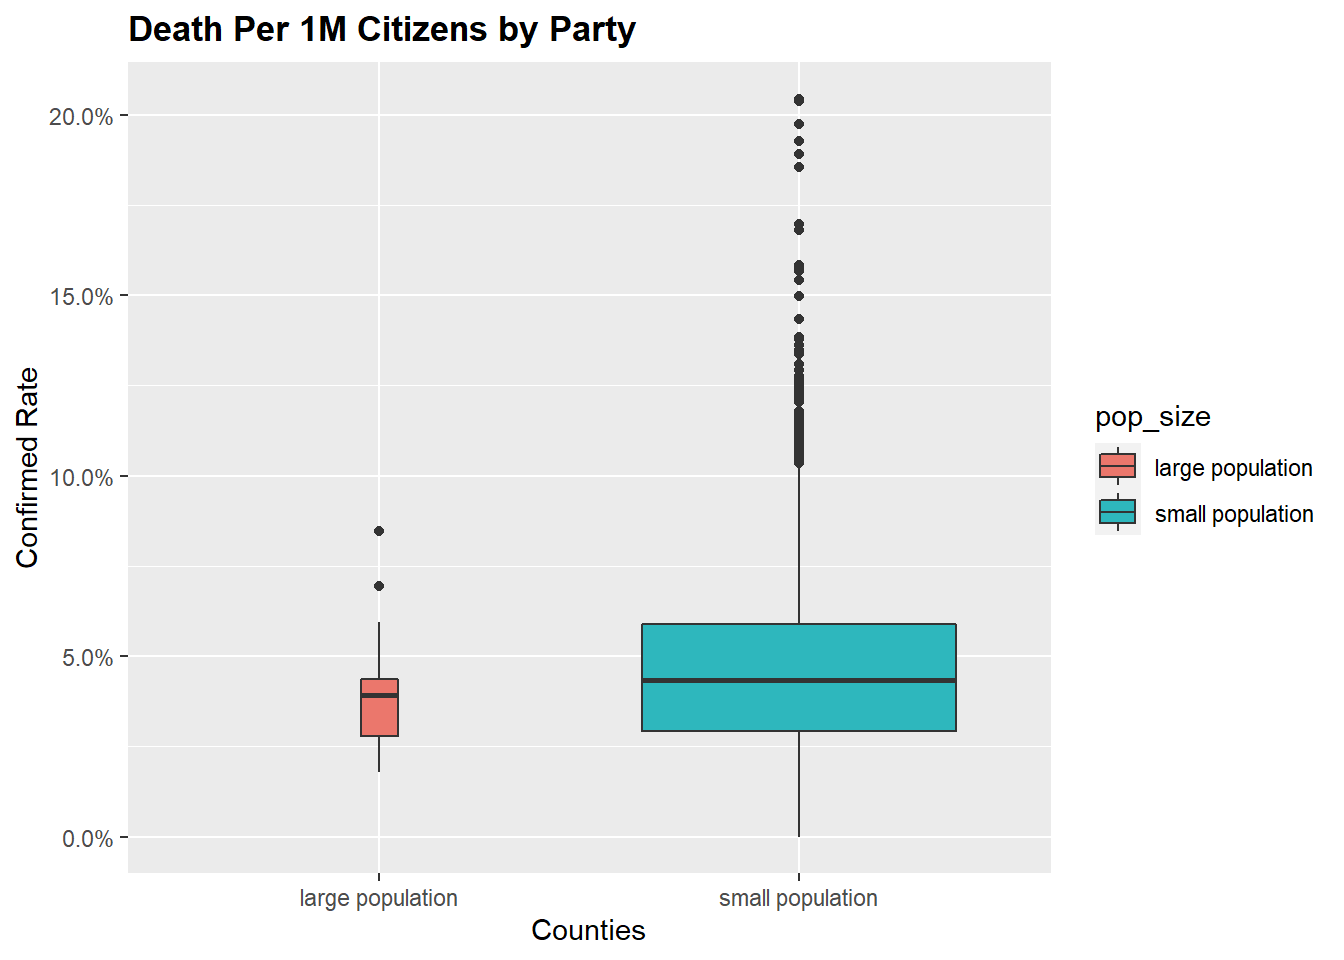 Death Per 1M Citizens by Party
20.0%
15.0%
10.0%
5.0%
0.0%
Confirmed Rate
large population
small population
Counties
pop_size
large population
small population